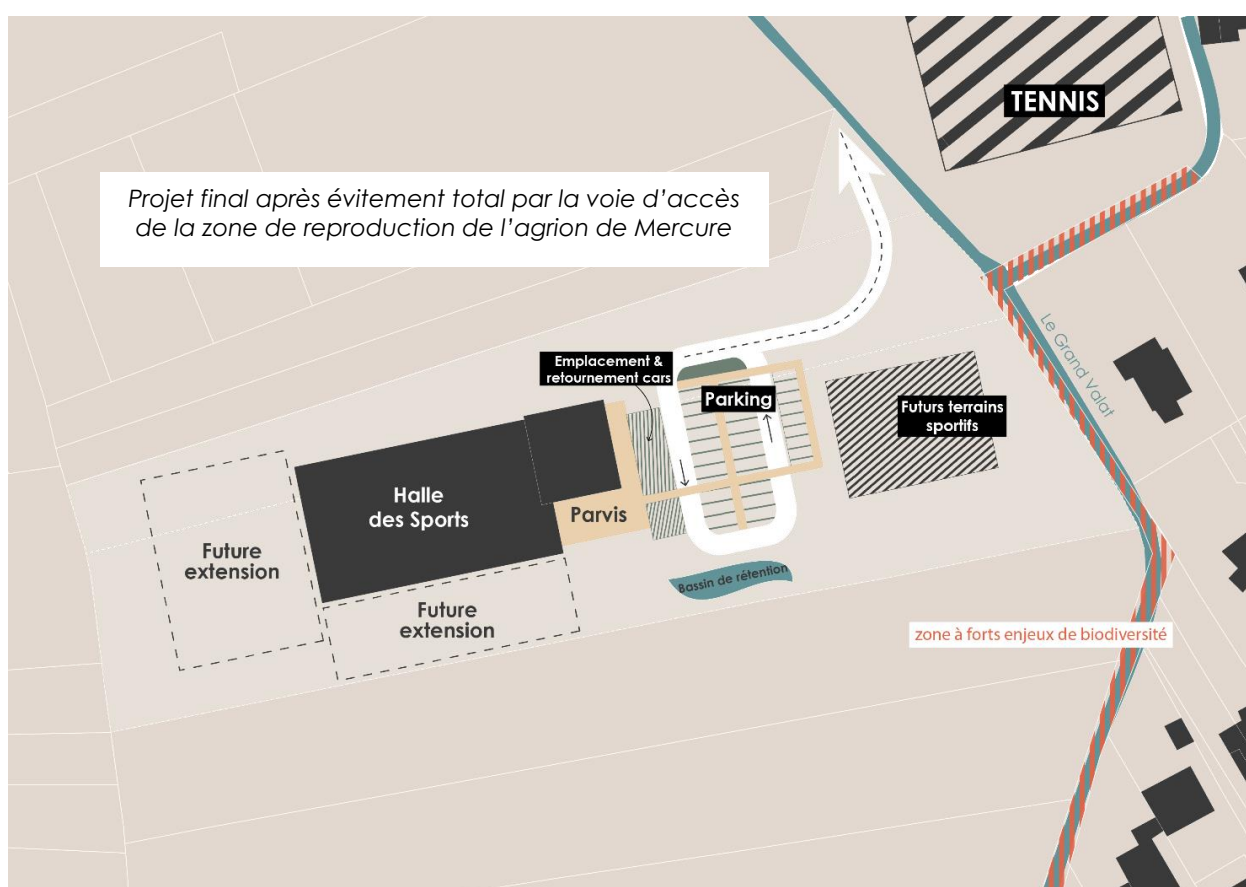 TENNIS
Projet final après évitement total par la voie d’accès
de la zone de reproduction de l’agrion de Mercure
Le Grand Valat
Emplacement &
retournement cars
Parking
Futurs terrains
sportifs
Halle
des Sports
Parvis
Future
extension
Bassin de rétention
Future
extension
zone à forts enjeux de biodiversité